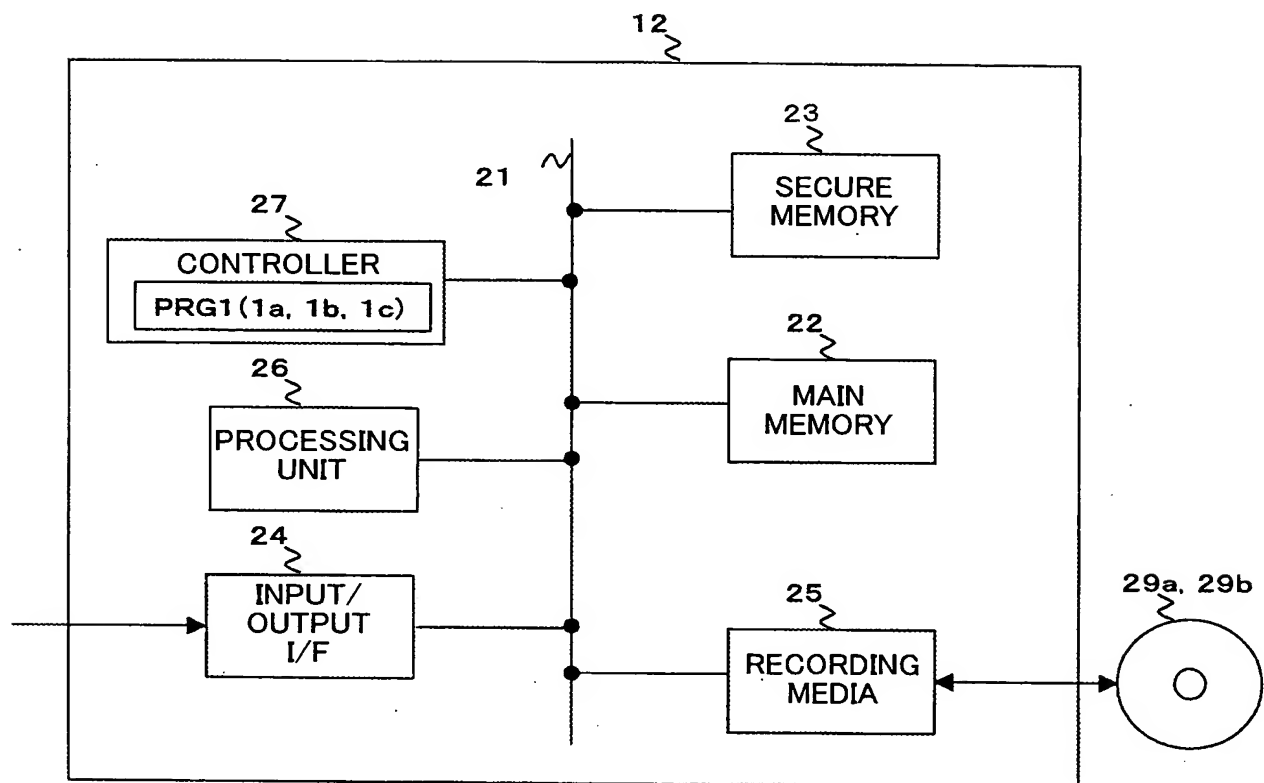 12
23
21
SECURE
MEMORY
27
CONTROLLER
PRG1(1a, 1b, 1c)
22
MAIN
MEMORY
26
PROCESSING
UNIT
24
INPUT/
OUTPUT
I/F
25
RECORDING
MEDIA
29a, 29b